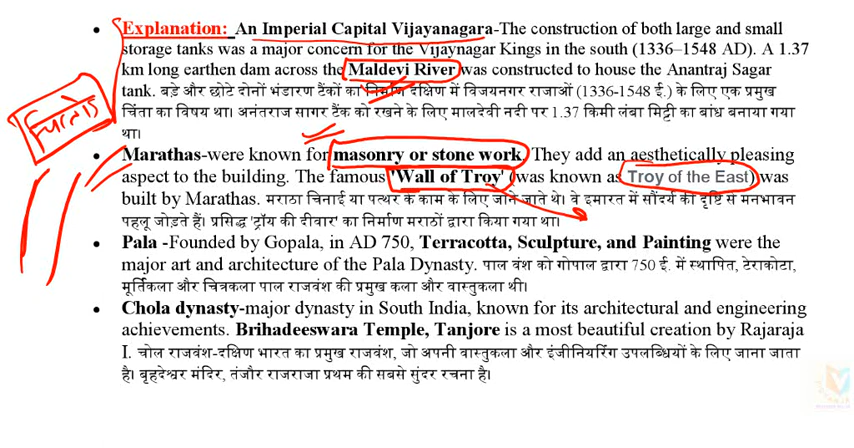 • Explanation: An Imperial Capital Vijayanagara-The construction of both large and small
storage tanks was a major concern for the Vijaynagar Kings in the south (1336–1548 AD). A 1.37
km long earthen dam across the Maldevi River was constructed to house the Anantraj Sagar
tank. बड़े और छोटे दोनों भंडारण टैंकों का निर्माण दक्षिण में विजयनगर राजाओं (1336-1548 ई.) के लिए एक प्रमुख
चिंता का विषय था। अनंतराज सागर टैंक को रखने के लिए मालदेवी नदी पर 1.37 किमी लंबा मिट्टी का बांध बनाया गया
था।
• Marathas-were known for masonry or stone work. They add an aesthetically pleasing
aspect to the building. The famous 'Wall of Troy' (was known as Troy of the East) was
built by Marathas. मराठा चिनाई या पत्थर के काम के लिए जाने जाते थे। वे इमारत में सौंदर्य की दृष्टि से मनभावन
पहलू जोड़ते हैं। प्रसिद्ध 'ट्रॉय की दीवार' का निर्माण मराठों द्वारा किया गया था।
• Pala -Founded by Gopala, in AD 750, Terracotta, Sculpture, and Painting were the
major art and architecture of the Pala Dynasty. पाल वंश को गोपाल द्वारा 750 ई. में स्थापित, टेराकोटा,
मूर्तिकला और चित्रकला पाल राजवंश की प्रमुख कला और वास्तुकला थी।
• Chola dynasty-major dynasty in South India, known for its architectural and engineering
achievements. Brihadeeswara Temple, Tanjore is a most beautiful creation by Rajaraja
I. चोल राजवंश-दक्षिण भारत का प्रमुख राजवंश, जो अपनी वास्तुकला और इंजीनियरिंग उपलब्धियों के लिए जाना जाता
है। बृहदेश्वर मंदिर, तंजौर राजराजा प्रथम की सबसे सुंदर रचना है।